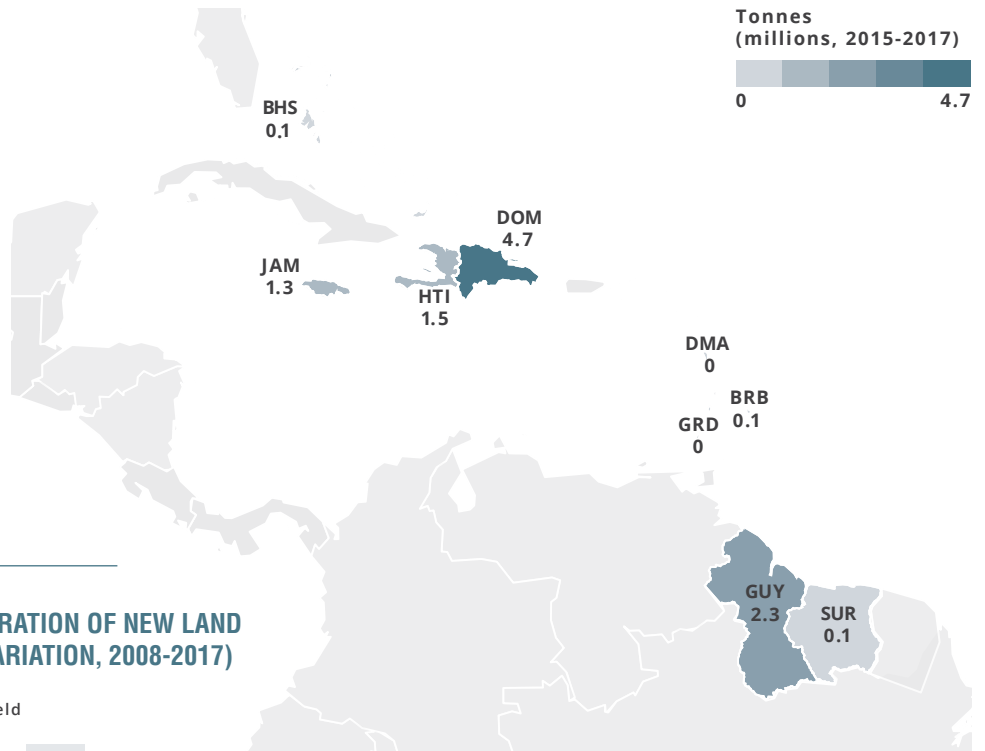 Tonnes
(millions, 2015-2017)
0 4.7
BHS
0.1
DOM
4.7
JAM
1.3
HTI
1.5
DMA
0
BRB
0.1
GRD
0
GUY
2.3
SUR
0.1
RATION OF NEW LAND
ARIATION, 2008-2017)
eld